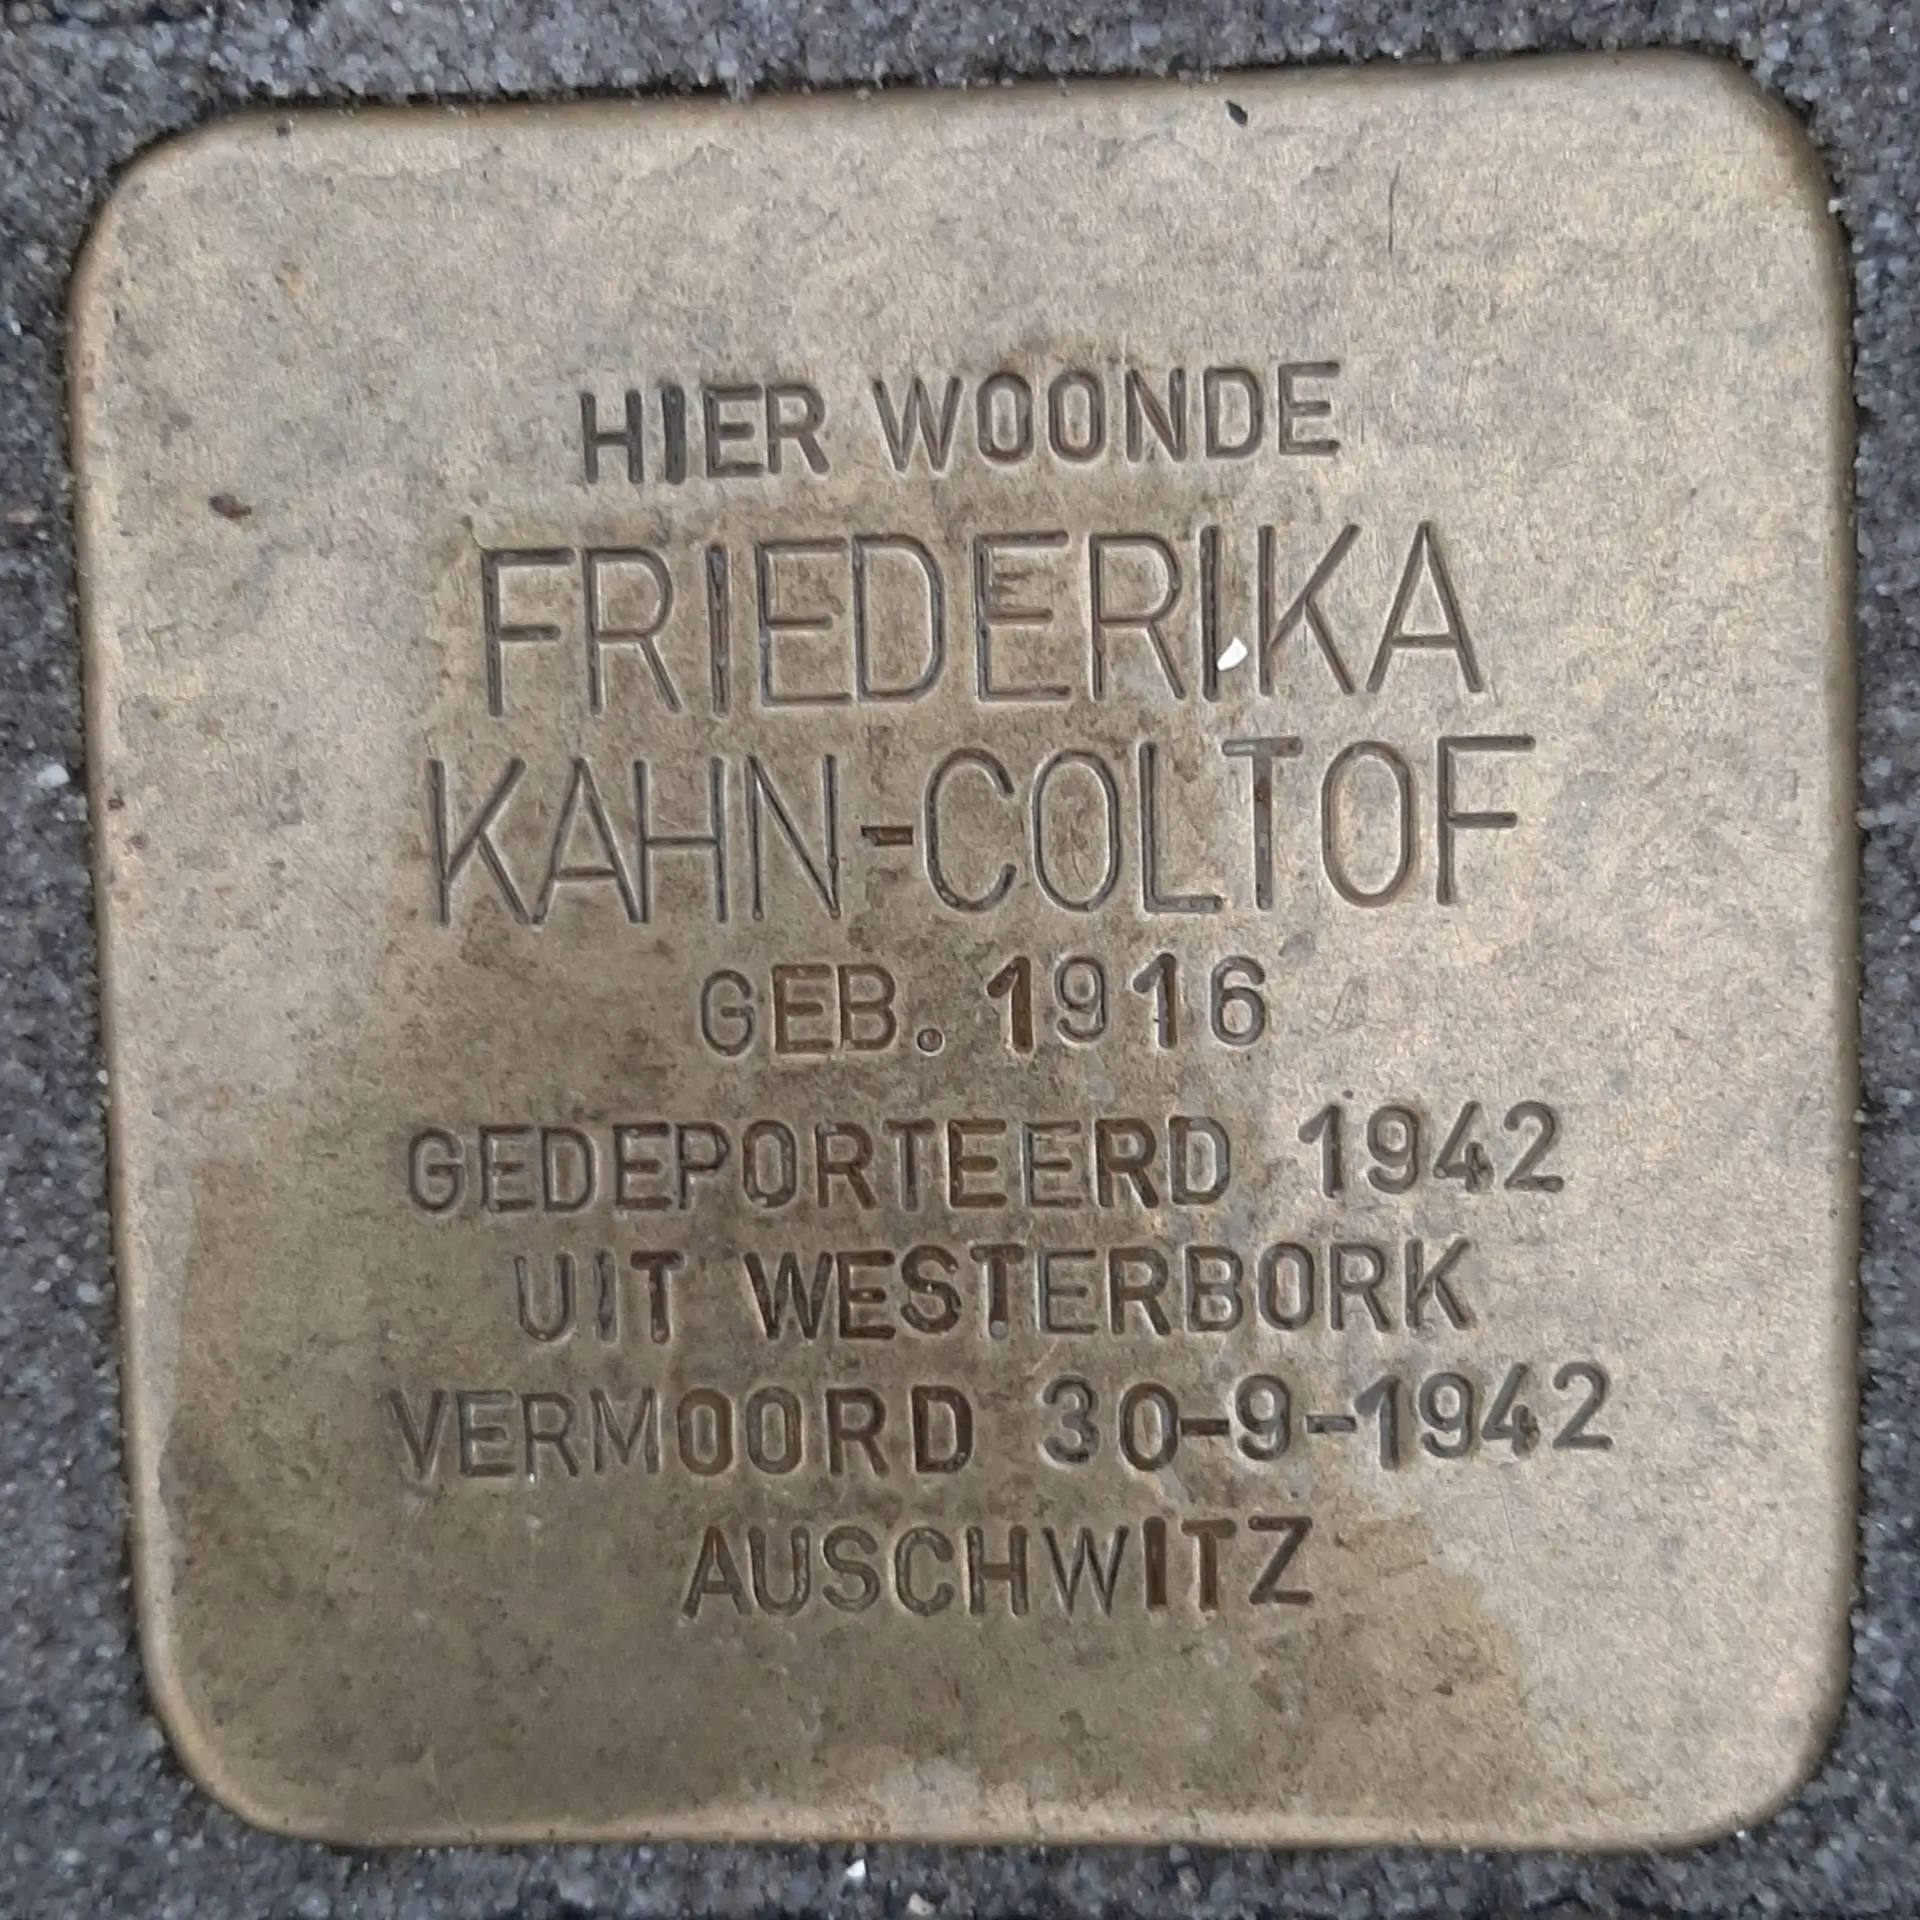 HIER WOONDE
FRIEDERIKA
KAHN-COLTOF
GEB. 1916
GEDEPORTEERD 1942
UIT WESTERBORK
VERMOORD 30-9-1942
AUSCHWITZ